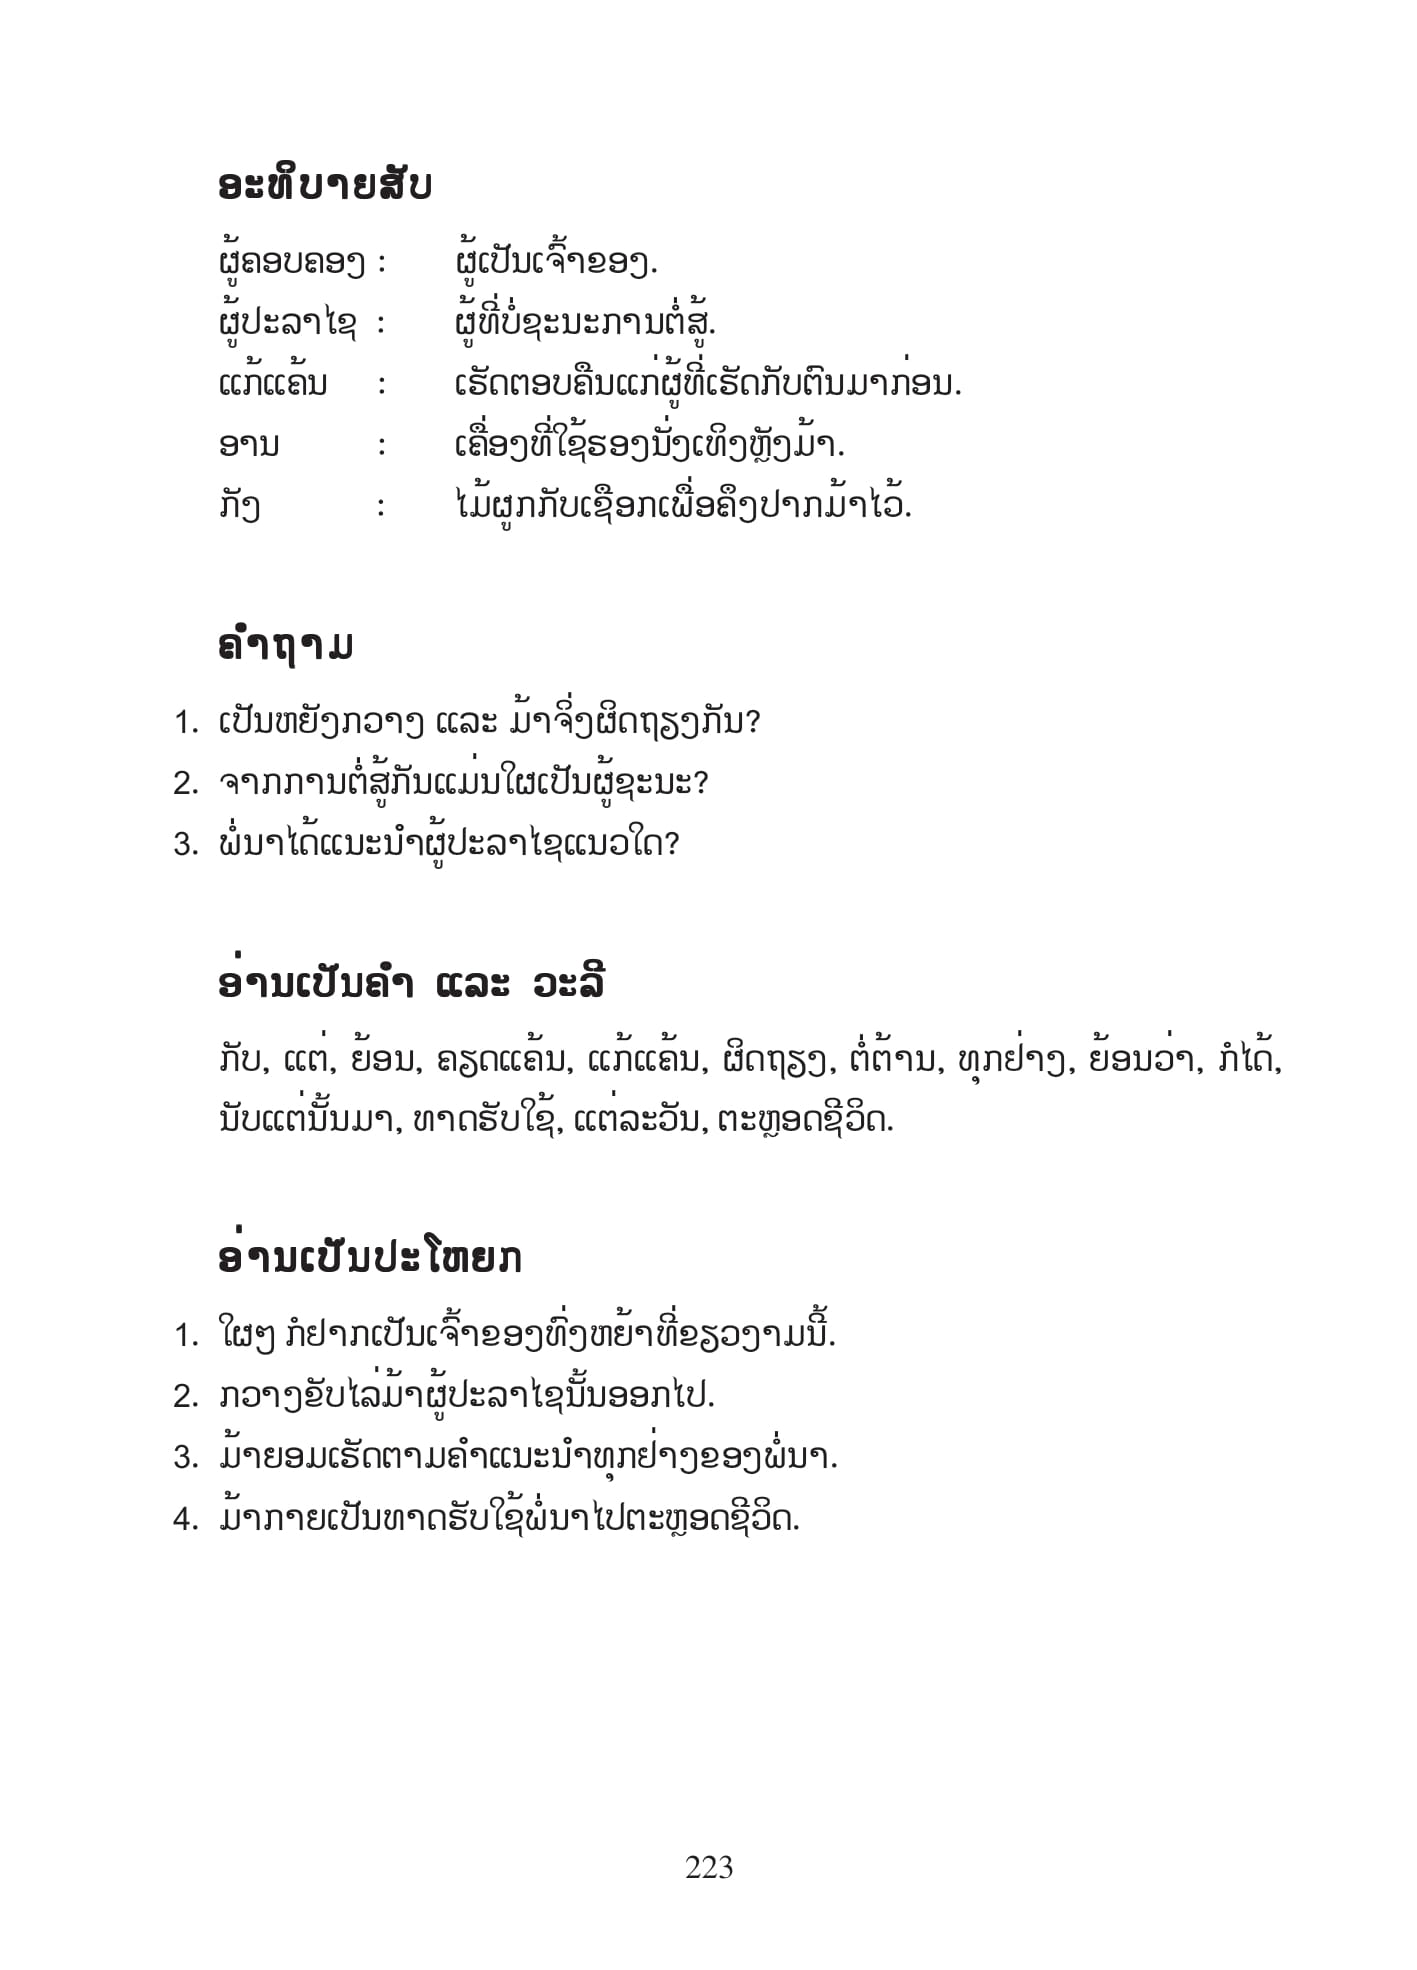 ອະທິບາຍສັບ
ຜູ້ຄອບຄອງ : ຜູ້ເປັນເຈົ້າຂອງ.
ຜູ້ປະລາໄຊ : ຜູ້ທີ່ບໍ່ຊະນະການຕໍ່ສູ້.
ແກ້ແຄ້ນ : ເຮັດຕອບຄືນແກ່ຜູ້ທີ່ເຮັດກັບຕົນມາກ່ອນ.
ອານ : ເຄື່ອງທີ່ໃຊ້ຮອງນັ່ງເທິງຫຼັງມ້າ.
ກັງ : ໄມ້ຜູກກັບເຊືອກເພື່ອຄຶງປາກມ້າໄວ້.
ຄຳຖາມ
1. ເປັນຫຍັງກວາງ ແລະ ມ້າຈຶ່ງຜິດຖຽງກັນ?
2. ຈາກການຕໍ່ສູ້ກັນແມ່ນໃຜເປັນຜູ້ຊະນະ?
3. ພໍ່ນາໄດ້ແນະນຳຜູ້ປະລາໄຊແນວໃດ?
ອ່ານເປັນຄຳ ແລະ ວະລີ
ກັບ, ແຕ່, ຍ້ອນ, ຄຽດແຄ້ນ, ແກ້ແຄ້ນ, ຜິດຖຽງ, ຕໍ່ຕ້ານ, ທຸກຢ່າງ, ຍ້ອນວ່າ, ກໍໄດ້,
ນັບແຕ່ນັ້ນມາ, ທາດຮັບໃຊ້, ແຕ່ລະວັນ, ຕະຫຼອດຊີວິດ.
ອ່ານເປັນປະໂຫຍກ
1. ໃຜໆ ກໍຢາກເປັນເຈົ້າຂອງທົ່ງຫຍ້າທີ່ຂຽວງາມນີ້.
2. ກວາງຂັບໄລ່ມ້າຜູ້ປະລາໄຊນັ້ນອອກໄປ.
3. ມ້າຍອມເຮັດຕາມຄຳແນະນຳທຸກຢ່າງຂອງພໍ່ນາ.
4. ມ້າກາຍເປັນທາດຮັບໃຊ້ພໍ່ນາໄປຕະຫຼອດຊີວິດ.
223